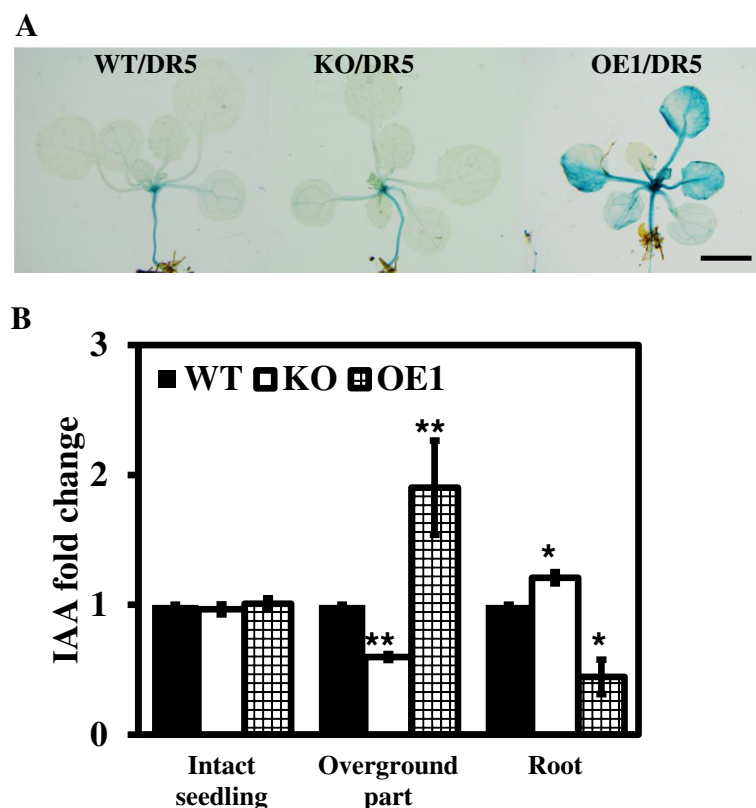 A
WT/DR5 KO/DR5 OE1/DR5
B
3
WT KO OE1
**
2
*
1
**
*
0
IAA fold change
Intact seedling
Overground part
Root